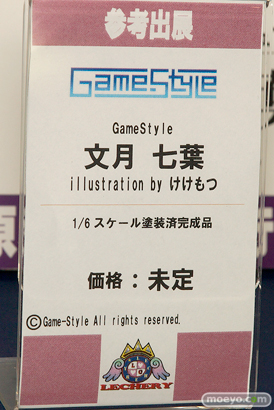 参考出展
GameStyle
GameStyle
文月 七葉
illustration by けけもつ
1/6 スケール塗装済完成品
価格：未定
©Game-Style All rights reserved.
LECHERY
moeyo.com